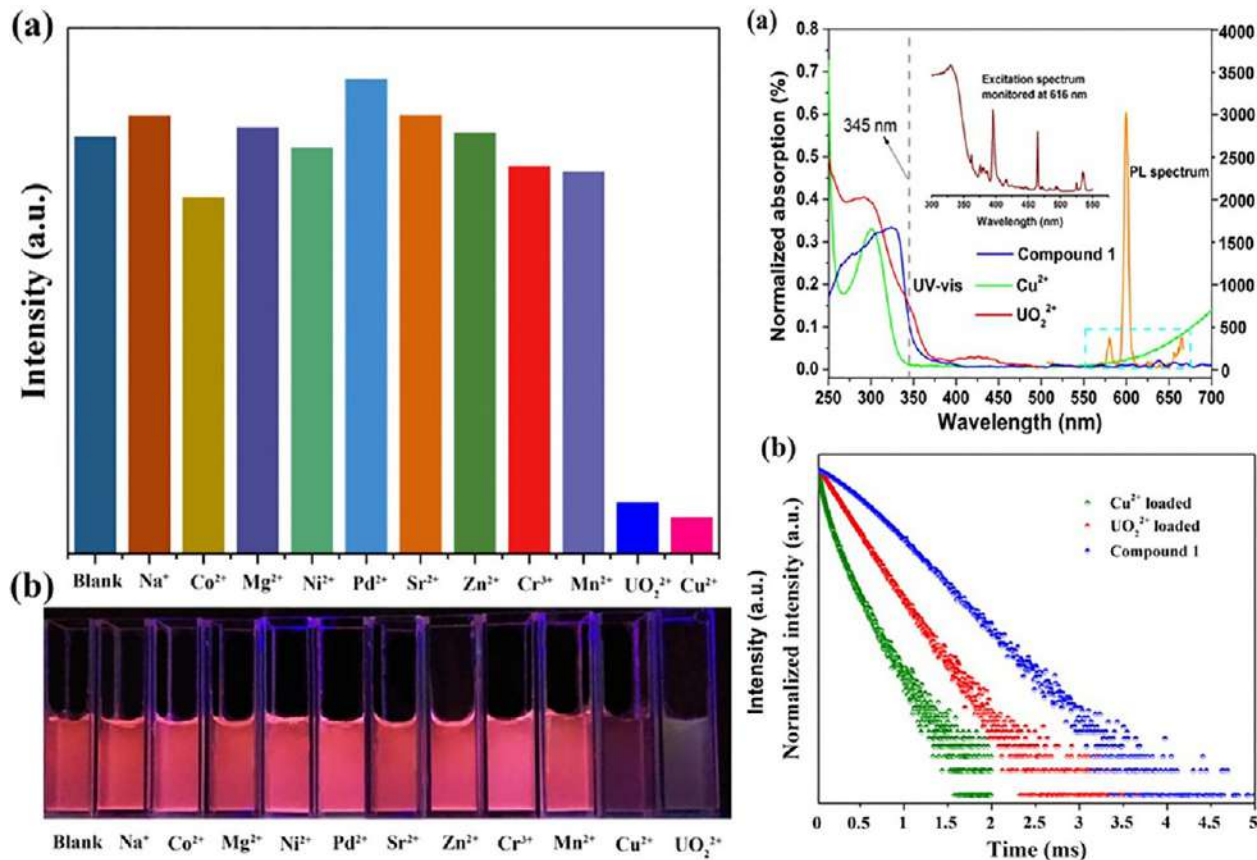 (a)
Intensity (a.u.)
Blank Na⁺ Co²⁺ Mg²⁺ Ni²⁺ Pd²⁺ Sr²⁺ Zn²⁺ Cr³⁺ Mn²⁺ UO₂²⁺ Cu²⁺
(b)
Blank Na⁺ Co²⁺ Mg²⁺ Ni²⁺ Pd²⁺ Sr²⁺ Zn²⁺ Cr³⁺ Mn²⁺ Cu²⁺ UO₂²⁺
(a)
Normalized absorption (%)
0.8 4000
0.7 3500
0.6 3000
0.5 2500
0.4 2000
0.3 1500
0.2 1000
0.1 500
0.0 0
Excitation spectrum
monitored at 616 nm
300 350 400 450 500 550
Wavelength (nm)
345 nm
PL spectrum
Compound 1
Cu²⁺
UO₂²⁺
UV-vis
250 300 350 400 450 500 550 600 650 700
Wavelength (nm)
(b)
Intensity (a.u.)
Normalized intensity (a.u.)
Cu²⁺ loaded
UO₂²⁺ loaded
Compound 1
0 0.5 1 1.5 2 2.5 3 3.5 4 4.5 5
Time (ms)